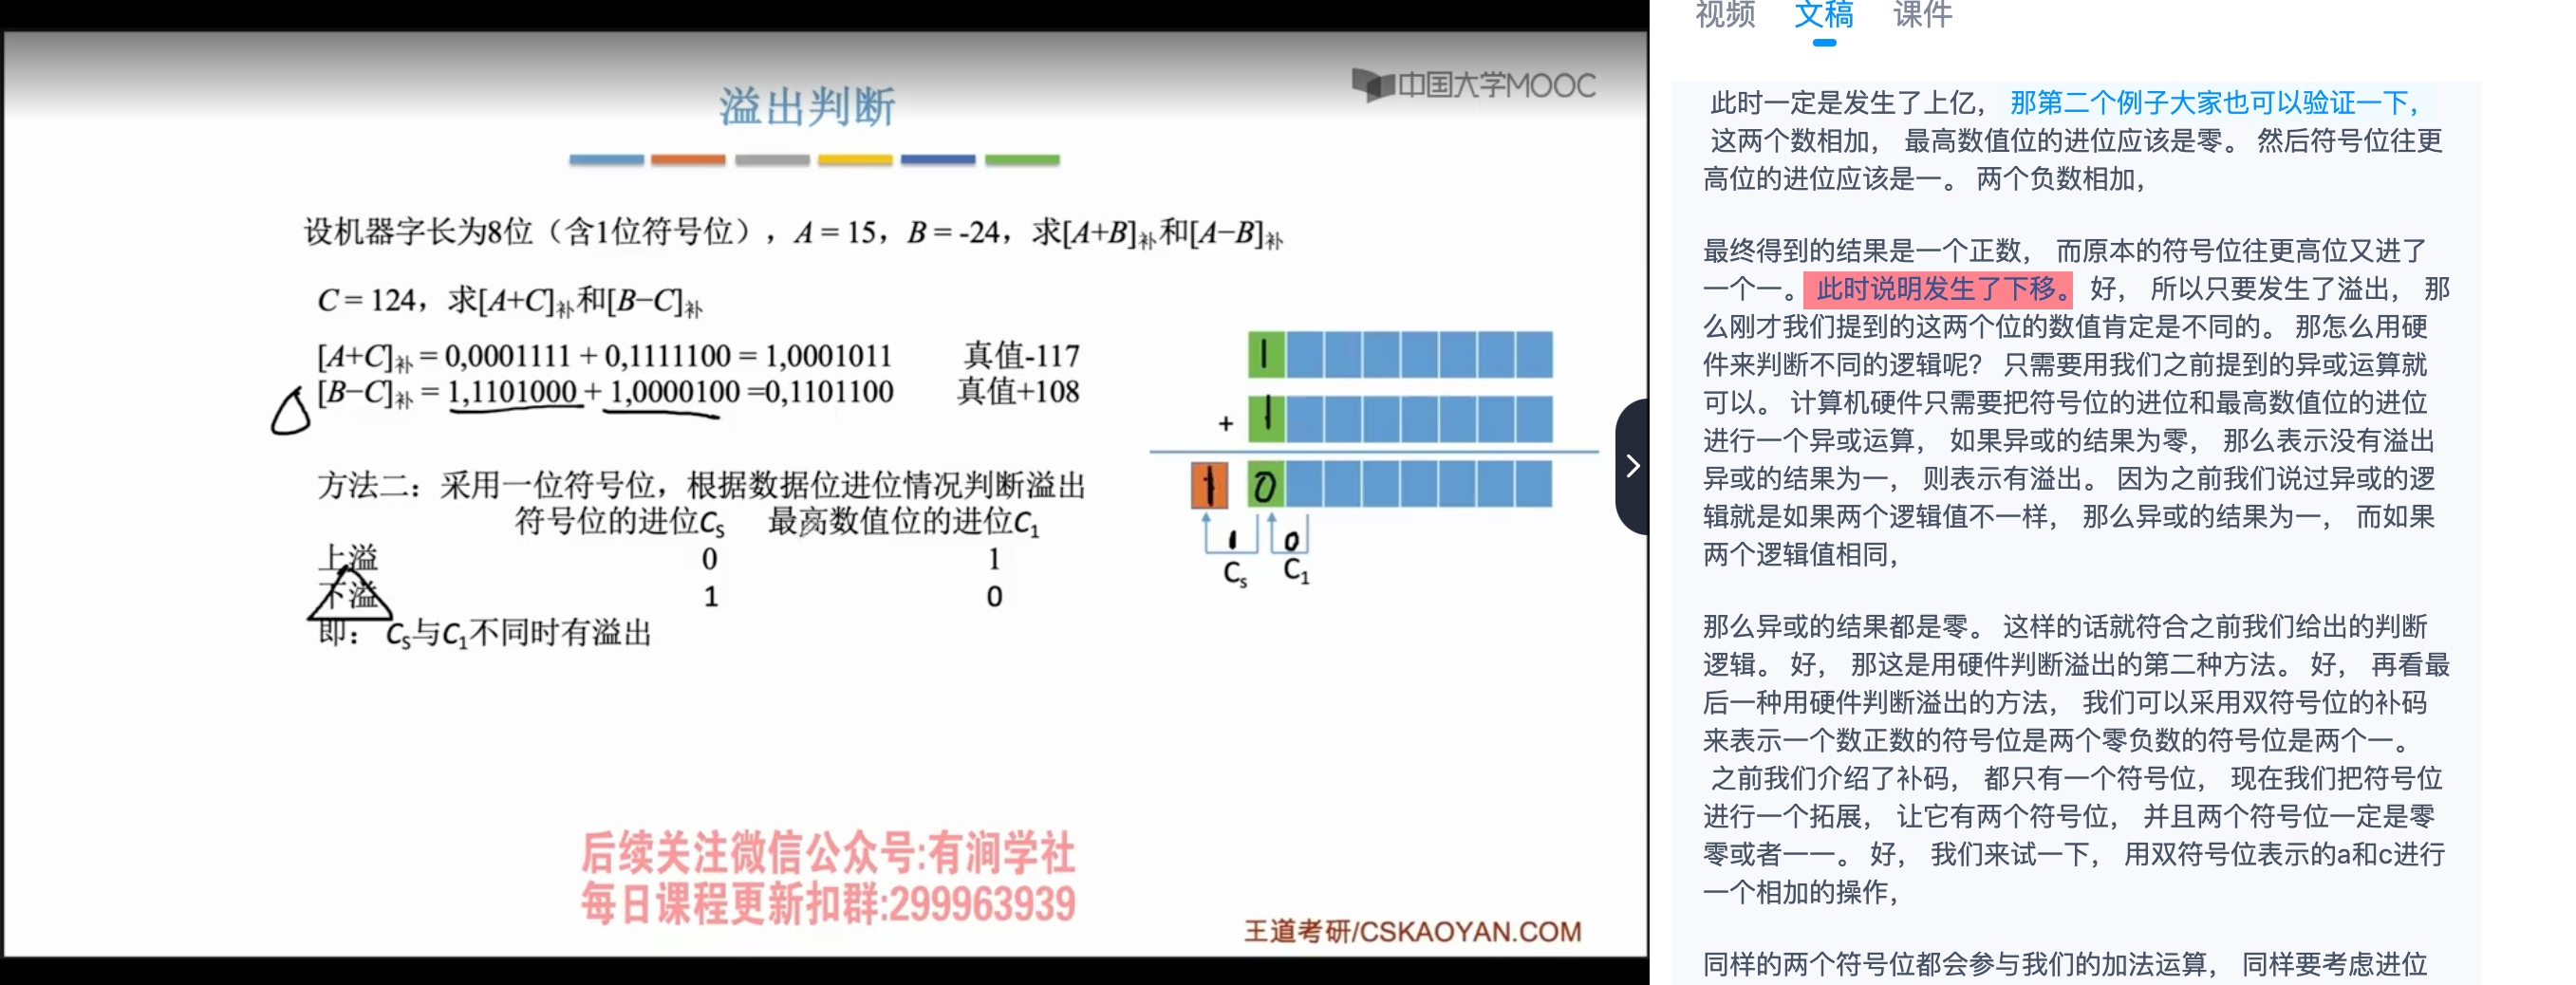 中国大学MOOC
溢出判断
设机器字长为8位（含1位符号位），A = 15，B = -24，求[A+B]补和[A−B]补
C = 124，求[A+C]补和[B−C]补
[A+C]补 = 0,0001111 + 0,1111100 = 1,0001011 真值-117
[B−C]补 = 1,1101000 + 1,0000100 =0,1101100 真值+108
方法二：采用一位符号位，根据数据位进位情况判断溢出
符号位的进位CS 最高数值位的进位C1
上溢 0 1
下溢 1 0
即： CS与C1不同时有溢出
1
+ 1
1 0
1 0
Cs C1
后续关注微信公众号:有涧学社
每日课程更新扣群:299963939
王道考研/CSKAOYAN.COM
视频 文稿 课件
此时一定是发生了上亿， 那第二个例子大家也可以验证一下，
这两个数相加， 最高数值位的进位应该是零。 然后符号位往更
高位的进位应该是一。 两个负数相加，
最终得到的结果是一个正数， 而原本的符号位往更高位又进了
一个一。 此时说明发生了下移。 好， 所以只要发生了溢出， 那
么刚才我们提到的这两个位的数值肯定是不同的。 那怎么用硬
件来判断不同的逻辑呢？ 只需要用我们之前提到的异或运算就
可以。 计算机硬件只需要把符号位的进位和最高数值位的进位
进行一个异或运算， 如果异或的结果为零， 那么表示没有溢出
异或的结果为一， 则表示有溢出。 因为之前我们说过异或的逻
辑就是如果两个逻辑值不一样， 那么异或的结果为一， 而如果
两个逻辑值相同，
那么异或的结果都是零。 这样的话就符合之前我们给出的判断
逻辑。 好， 那这是用硬件判断溢出的第二种方法。 好， 再看最
后一种用硬件判断溢出的方法， 我们可以采用双符号位的补码
来表示一个数正数的符号位是两个零负数的符号位是两个一。
之前我们介绍了补码， 都只有一个符号位， 现在我们把符号位
进行一个拓展， 让它有两个符号位， 并且两个符号位一定是零
零或者一一。 好， 我们来试一下， 用双符号位表示的a和c进行
一个相加的操作，
同样的两个符号位都会参与我们的加法运算， 同样要考虑进位